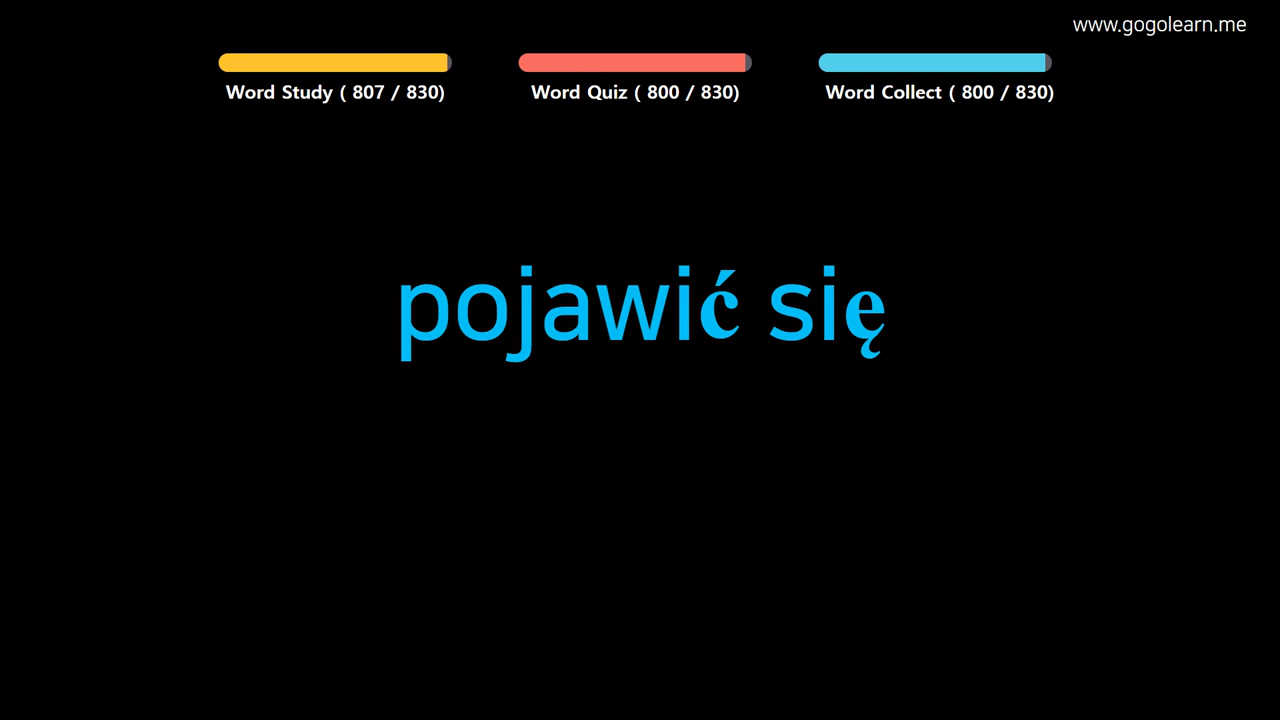 www.gogolearn.me
Word Study ( 807 / 830)
Word Quiz ( 800 / 830)
Word Collect ( 800 / 830)
pojawić się